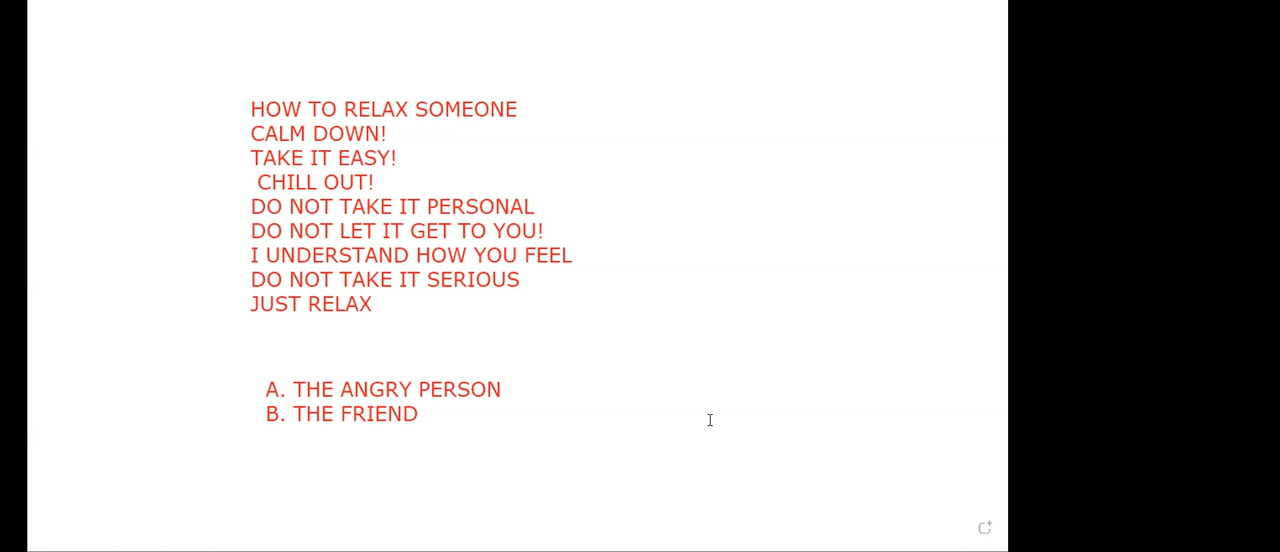 HOW TO RELAX SOMEONE
CALM DOWN!
TAKE IT EASY!
CHILL OUT!
DO NOT TAKE IT PERSONAL
DO NOT LET IT GET TO YOU!
I UNDERSTAND HOW YOU FEEL
DO NOT TAKE IT SERIOUS
JUST RELAX
A. THE ANGRY PERSON
B. THE FRIEND